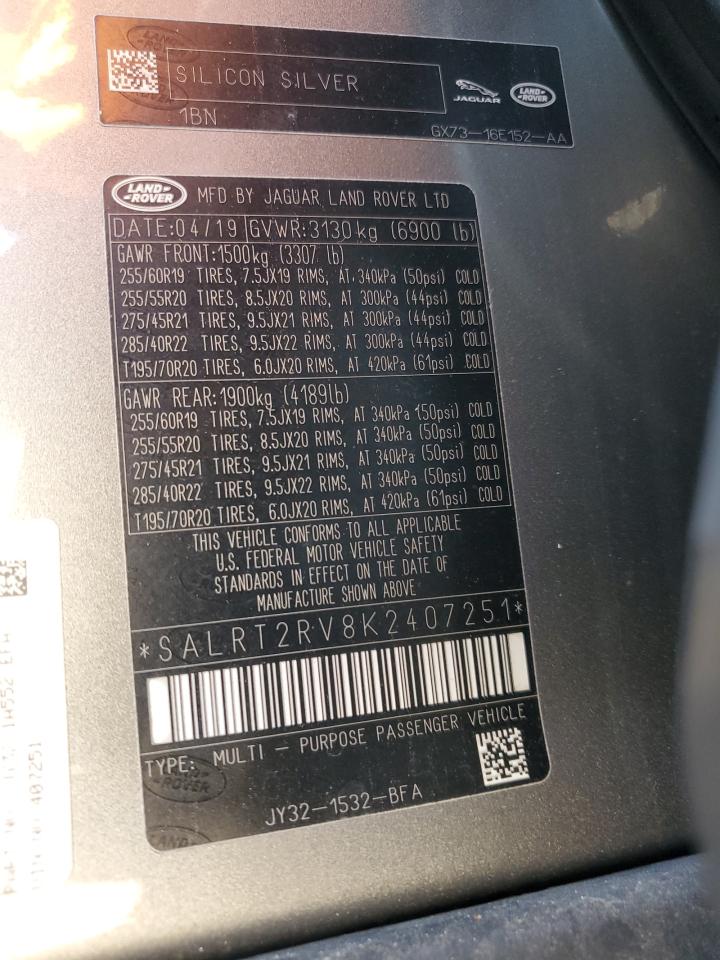 SILICON SILVER
1BN
JAGUAR
LAND ROVER
GX73-16E152-AA
LAND ROVER
MFD BY JAGUAR LAND ROVER LTD
DATE:04/19 GVWR:3130kg (6900 lb)
GAWR FRONT:1500kg (3307 lb)
255/60R19 TIRES, 7.5JX19 RIMS, AT 340kPa (50psi) COLD
255/55R20 TIRES, 8.5JX20 RIMS, AT 300kPa (44psi) COLD
275/45R21 TIRES, 9.5JX21 RIMS, AT 300kPa (44psi) COLD
285/40R22 TIRES, 9.5JX22 RIMS, AT 300kPa (44psi) COLD
T195/70R20 TIRES, 6.0JX20 RIMS, AT 420kPa (61psi) COLD
GAWR REAR:1900kg (4189lb)
255/60R19 TIRES, 7.5JX19 RIMS, AT 340kPa (50psi) COLD
255/55R20 TIRES, 8.5JX20 RIMS, AT 340kPa (50psi) COLD
275/45R21 TIRES, 9.5JX21 RIMS, AT 340kPa (50psi) COLD
285/40R22 TIRES, 9.5JX22 RIMS, AT 340kPa (50psi) COLD
T195/70R20 TIRES, 6.0JX20 RIMS, AT 420kPa (61psi) COLD
THIS VEHICLE CONFORMS TO ALL APPLICABLE
U.S. FEDERAL MOTOR VEHICLE SAFETY
STANDARDS IN EFFECT ON THE DATE OF
MANUFACTURE SHOWN ABOVE
*SALRT2RV8K2407251*
TYPE: MULTI - PURPOSE PASSENGER VEHICLE
JY32-1532-BFA
407251